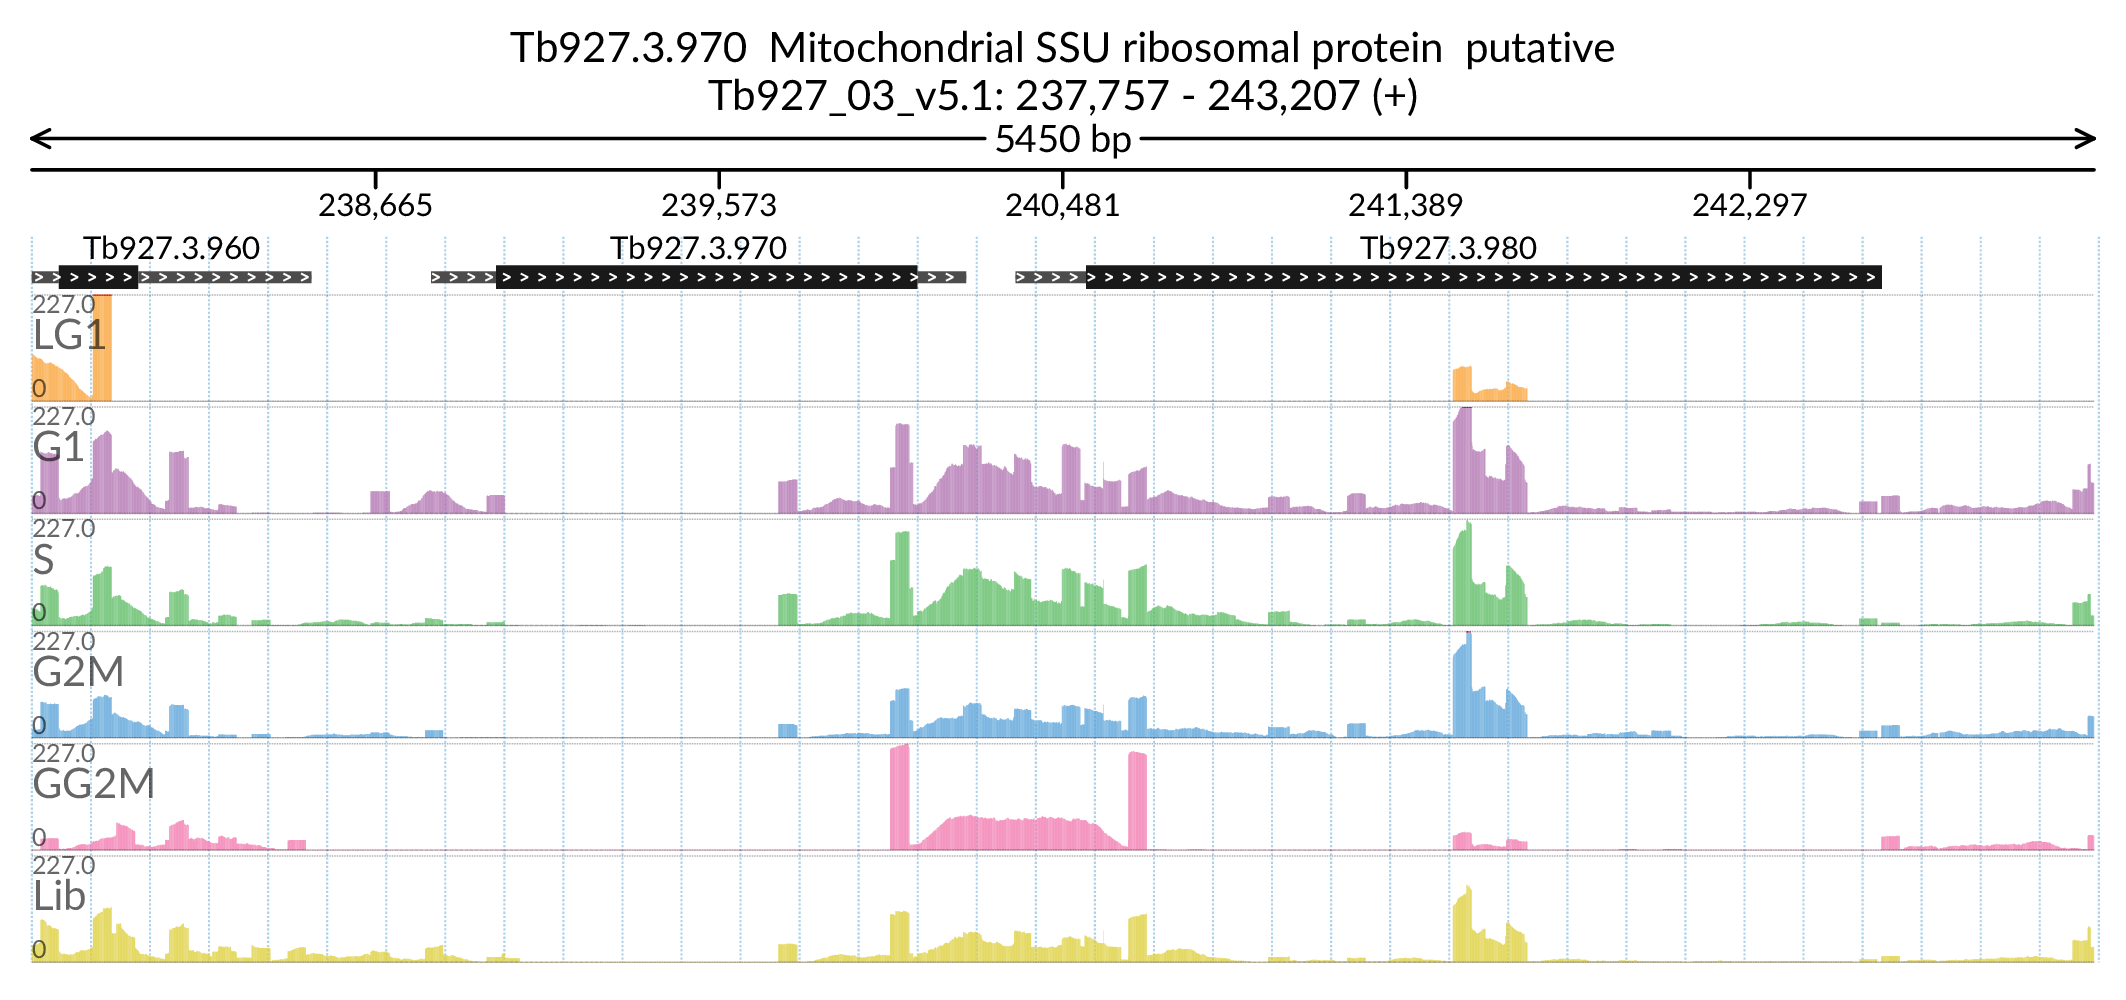 Tb927.3.970  Mitochondrial SSU ribosomal protein  putative
Tb927_03_v5.1: 237,757 - 243,207 (+)
5450 bp
238,665 239,573 240,481 241,389 242,297
Tb927.3.960 Tb927.3.970 Tb927.3.980
227.0
LG1
0
227.0
G1
0
227.0
S
0
227.0
G2M
0
227.0
GG2M
0
227.0
Lib
0